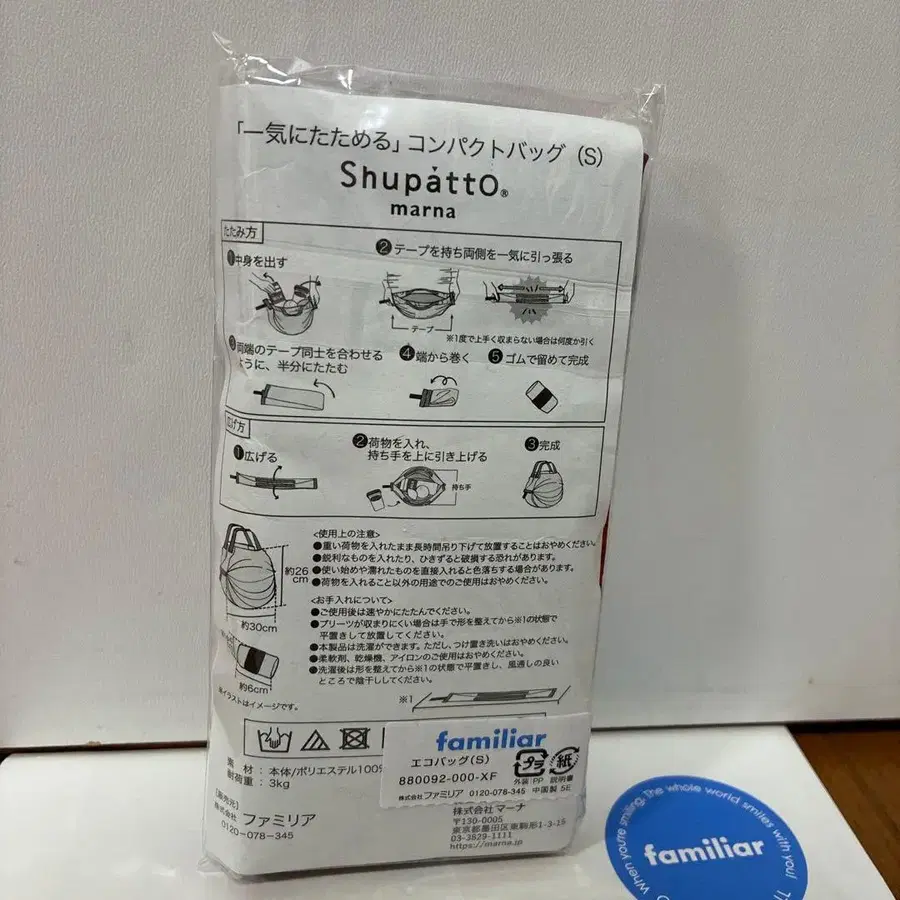 「一気にたためる」コンパクトバッグ（S）
Shupatto®
marna
たたみ方
❶中身を出す
❷テープを持ち両側を一気に引っ張る
テープ
※1度で上手く収まらない場合は何度か引く
❸両端のテープ同士を合わせる
ように、半分にたたむ
❹端から巻く
❺ゴムで留めて完成
広げ方
❶広げる
❷荷物を入れ、
持ち手を上に引き上げる
持ち手
❸完成
約26
cm
約30cm
約6cm
※イラストはイメージです。
<使用上の注意>
●重い荷物を入れたまま長時間吊り下げて放置することはおやめください。
●鋭利なものを入れたり、ひきずると破損する恐れがあります。
●使い始めや濡れたものを直接入れると色落ちする場合があります。
●荷物を入れること以外の用途でのご使用はおやめください。
<お手入れについて>
●ご使用後は速やかにたたんでください。
●プリーツが収まりにくい場合は手で形を整えてから※1の状態で
平置きして放置してください。
●本製品は洗濯ができます。ただし、つけ置き洗いはおやめください。
●柔軟剤、乾燥機、アイロンのご使用はおやめください。
●洗濯後は形を整えてから※1の状態で平置きし、風通しの良い
ところで陰干ししてください。
※1
素 材：本体/ポリエステル100%
耐荷重：3kg
[販売元]
株式会社 ファミリア
0120-078-345
familiar
エコバッグ(S)
880092-000-XF
プラ
外装 PP
紙
説明書
株式会社 ファミリア 0120-078-345 中国製 5E
株式会社 マーナ
〒130-0005
東京都墨田区東駒形1-3-15
03-3829-1111
https://marna.jp
When you're smiling, The whole world smiles with you!
familiar